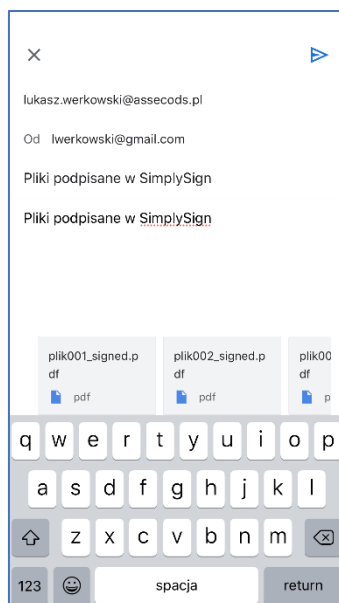 lukasz.werkowski@assecods.pl
Od lwerkowski@gmail.com
Pliki podpisane w SimplySign
Pliki podpisane w SimplySign
plik001_signed.p
df
pdf
plik002_signed.p
df
pdf
plik00
df
p
q w e r t y u i o p
a s d f g h j k l
z x c v b n m
123 spacja return